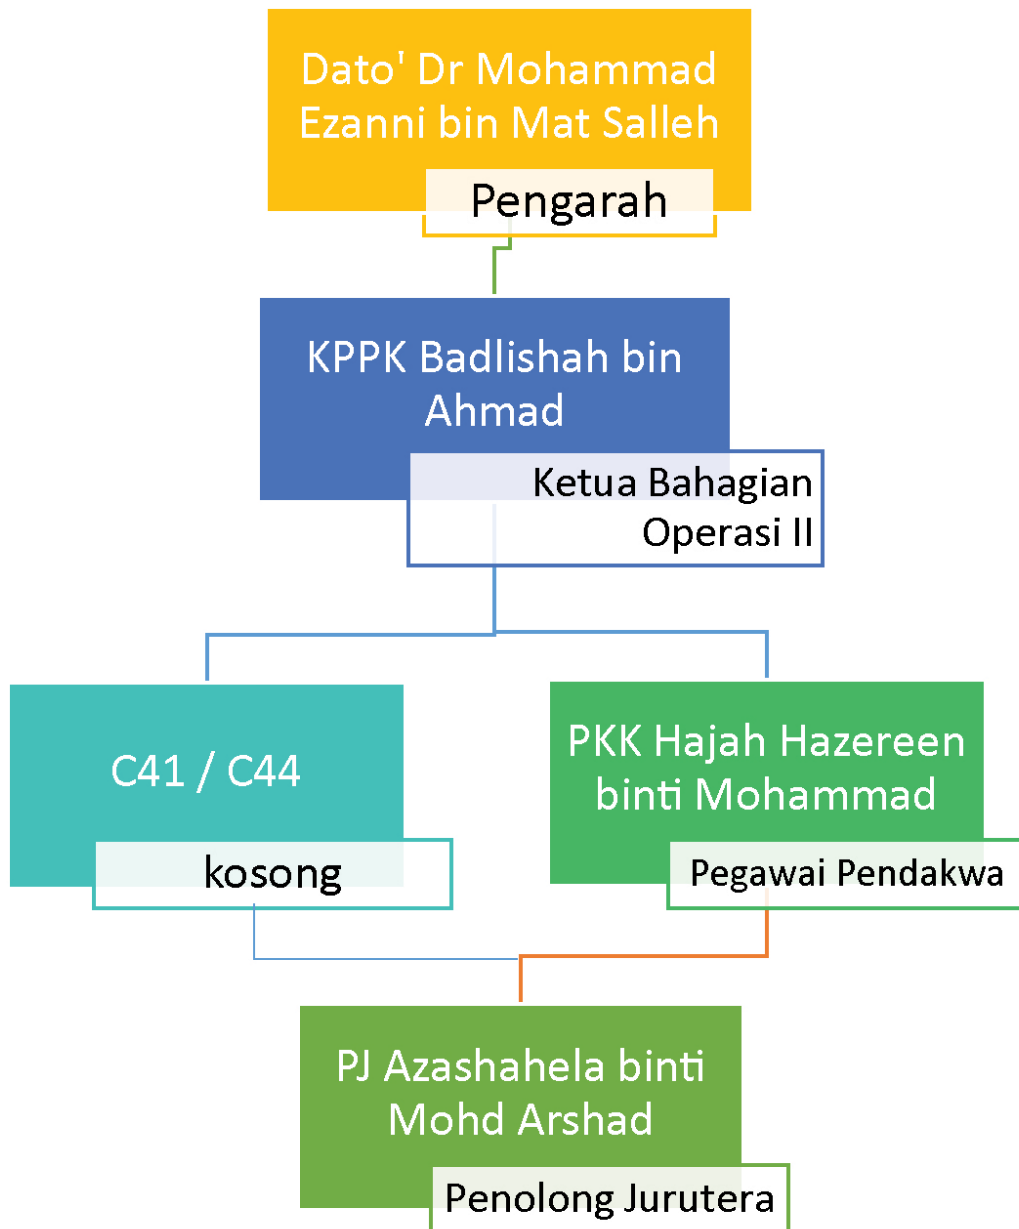 Dato' Dr Mohammad
Ezanni bin Mat Salleh
Pengarah
KPPK Badlishah bin
Ahmad
Ketua Bahagian
Operasi II
C41 / C44
kosong
PKK Hajah Hazereen
binti Mohammad
Pegawai Pendakwa
PJ Azashahela binti
Mohd Arshad
Penolong Jurutera